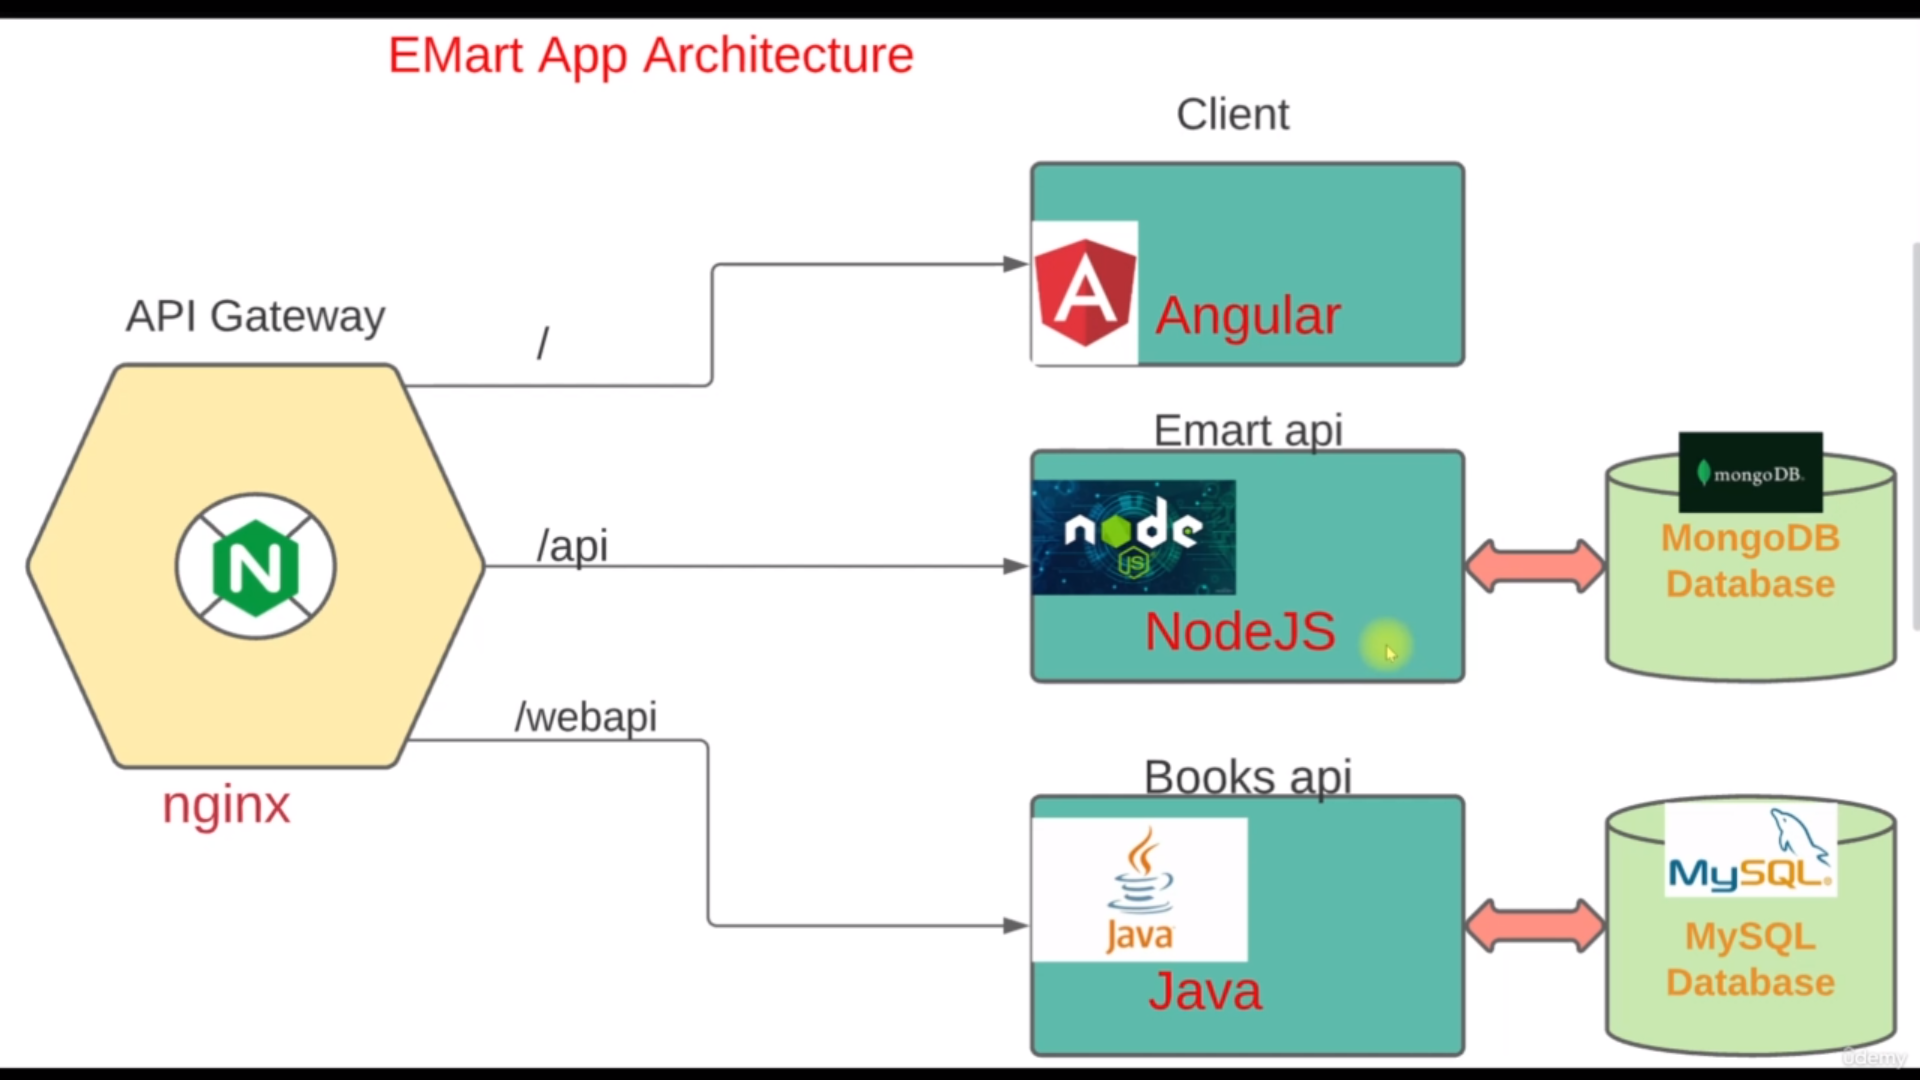 EMart App Architecture
Client
Angular
API Gateway
/
N
nginx
/api
Emart api
node
JS
NodeJS
mongoDB.
MongoDB
Database
/webapi
Books api
Java
Java
MySQL®
MySQL
Database
ûdemy